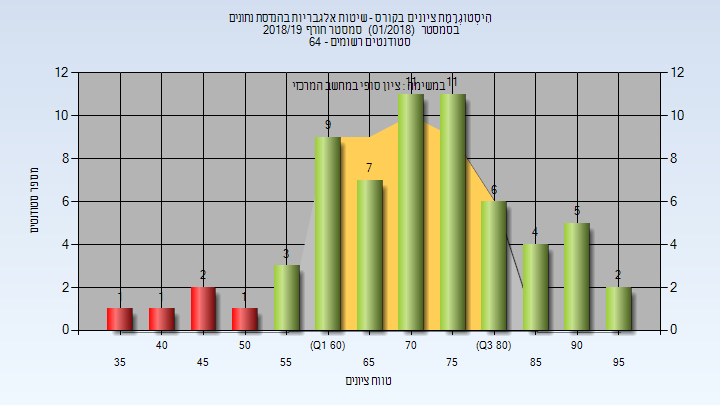 היסטוגרמת ציונים בקורס - שיטות אלגבריות בהנדסת נתונים
בסמסטר (01/2018) סמסטר חורף 2018/19
סטודנטים רשומים - 64
במשימה: ציון סופי במחשב המרכזי
מספר סטודנטים
12 12
10 10
8 8
6 6
4 4
2 2
0 0
1 1 2 1 3 9 7 11 11 6 4 5 2
40 50 (Q1 60) 70 (Q3 80) 90
35 45 55 65 75 85 95
טווח ציונים